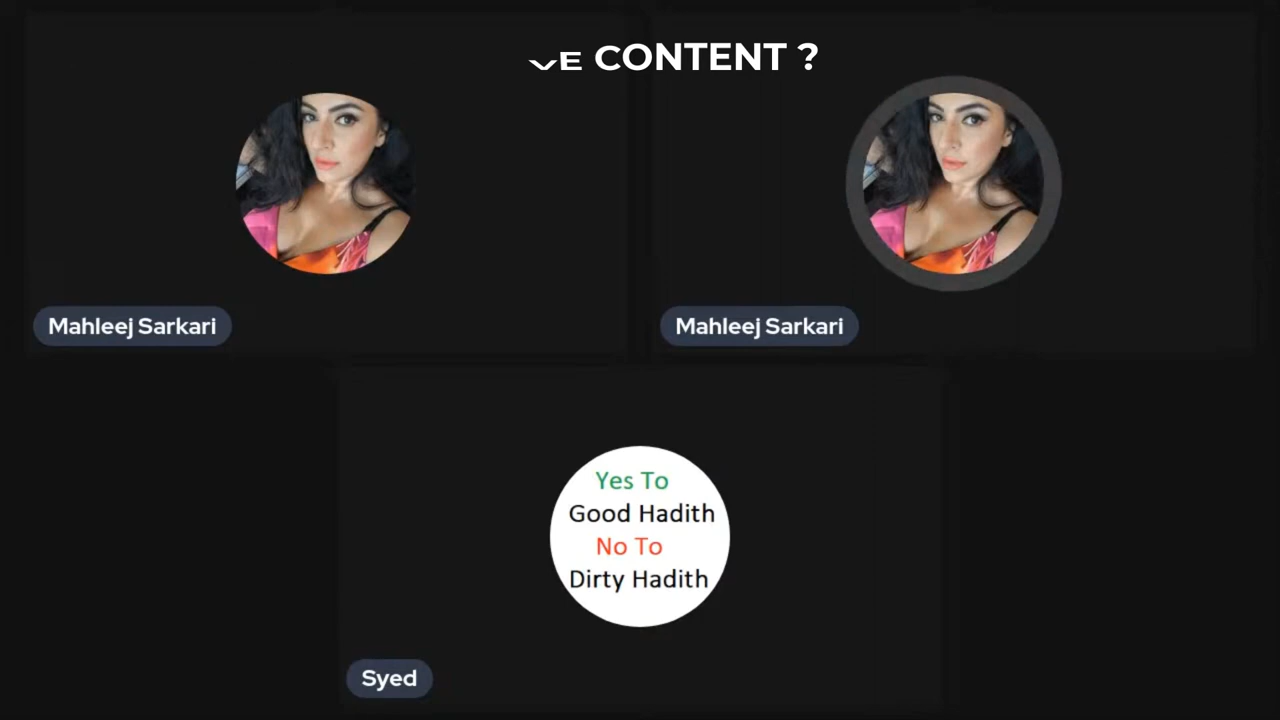 CONTENT ?
Mahleej Sarkari
Mahleej Sarkari
Yes To
Good Hadith
No To
Dirty Hadith
Syed